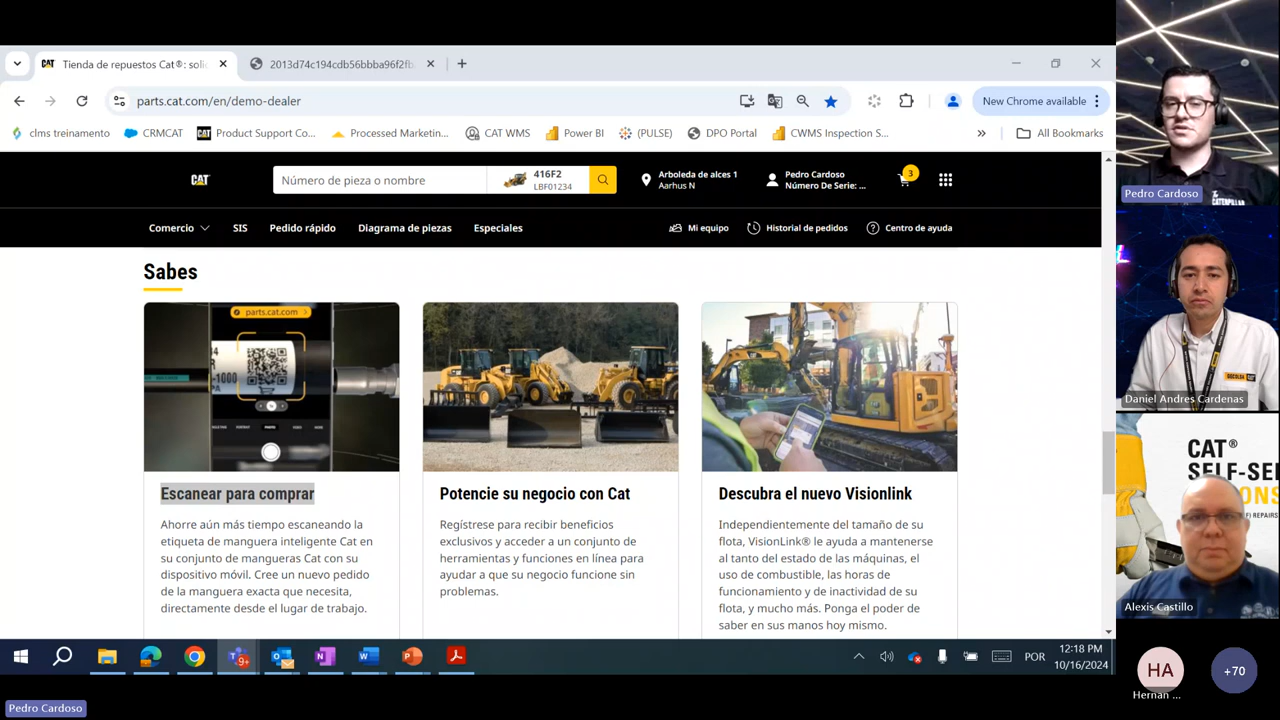 Tienda de repuestos Cat®: soli
2013d74c194cdb56bbba96f2fb
parts.cat.com/en/demo-dealer
New Chrome available
clms treinamento
CRMCAT
Product Support Co...
Processed Marketin...
CAT WMS
Power BI
(PULSE)
DPO Portal
CWMS Inspection S...
All Bookmarks
CAT
Número de pieza o nombre
416F2
LBF01234
Arboleda de alces 1
Aarhus N
Pedro Cardoso
Número De Serie: ...
3
Comercio
SIS
Pedido rápido
Diagrama de piezas
Especiales
Mi equipo
Historial de pedidos
Centro de ayuda
Sabes
parts.cat.com
Escanear para comprar
Ahorre aún más tiempo escaneando la
etiqueta de manguera inteligente Cat en
su conjunto de mangueras Cat con su
dispositivo móvil. Cree un nuevo pedido
de la manguera exacta que necesita,
directamente desde el lugar de trabajo.
Potencie su negocio con Cat
Regístrese para recibir beneficios
exclusivos y acceder a un conjunto de
herramientas y funciones en línea para
ayudar a que su negocio funcione sin
problemas.
Descubra el nuevo Visionlink
Independientemente del tamaño de su
flota, VisionLink® le ayuda a mantenerse
al tanto del estado de las máquinas, el
uso de combustible, las horas de
funcionamiento y de inactividad de su
flota, y mucho más. Ponga el poder de
saber en sus manos hoy mismo.
POR
12:18 PM
10/16/2024
Pedro Cardoso
Pedro Cardoso
Daniel Andres Cardenas
CAT®
SELF-SE
ONS
F) REPAIRS
Alexis Castillo
HA
Hernan ...
+70